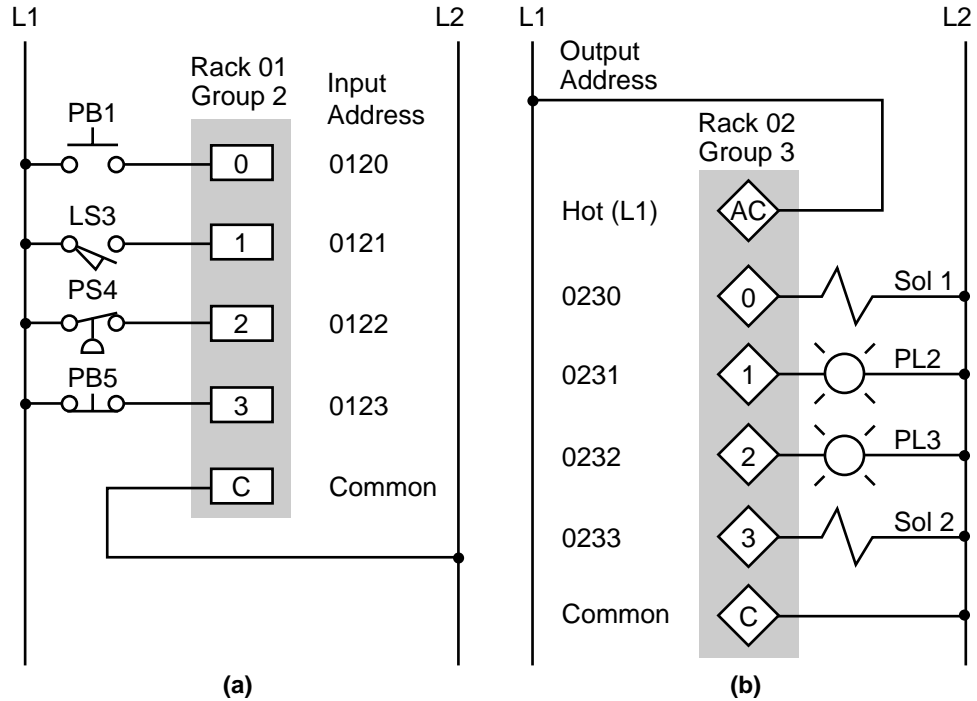 L1
L2
Rack 01
Group 2
Input
Address
PB1
0
0120
LS3
1
0121
PS4
2
0122
PB5
3
0123
C
Common
(a)
L1
L2
Output
Address
Rack 02
Group 3
Hot (L1)
AC
0230
0
Sol 1
0231
1
PL2
0232
2
PL3
0233
3
Sol 2
Common
C
(b)